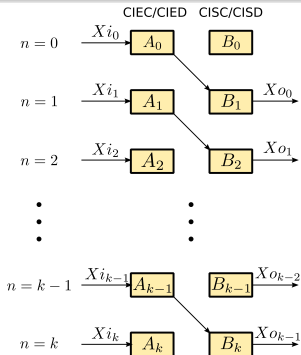 CIEC/CIED CISC/CISD
n = 0 Xi₀ A₀ B₀
n = 1 Xi₁ A₁ B₁ Xo₀
n = 2 Xi₂ A₂ B₂ Xo₁
n = k − 1 Xiₖ₋₁ Aₖ₋₁ Bₖ₋₁ Xoₖ₋₂
n = k Xiₖ Aₖ Bₖ Xoₖ₋₁